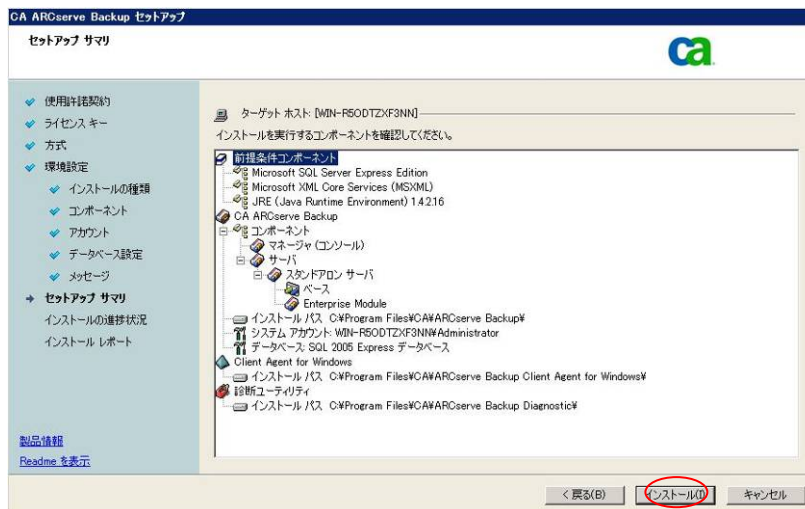 CA ARCserve Backup セットアップ
セットアップ サマリ
ca
使用許諾契約
ライセンス キー
方式
環境設定
インストールの種類
コンポーネント
アカウント
データベース設定
メッセージ
セットアップ サマリ
インストールの進捗状況
インストール レポート
製品情報
Readme を表示
ターゲット ホスト: [WIN-R5ODTZXF3NN]
インストールを実行するコンポーネントを確認してください。
前提条件コンポーネント
Microsoft SQL Server Express Edition
Microsoft XML Core Services (MSXML)
JRE (Java Runtime Environment) 1.4.2.16
CA ARCserve Backup
コンポーネント
マネージャ (コンソール)
サーバ
スタンドアロン サーバ
ベース
Enterprise Module
インストール パス C:¥Program Files¥CA¥ARCserve Backup¥
システム アカウント: WIN-R5ODTZXF3NN¥Administrator
データベース: SQL 2005 Express データベース
Client Agent for Windows
インストール パス C:¥Program Files¥CA¥ARCserve Backup Client Agent for Windows¥
診断ユーティリティ
インストール パス C:¥Program Files¥CA¥ARCserve Backup Diagnostic¥
< 戻る(B)
インストール(I)
キャンセル